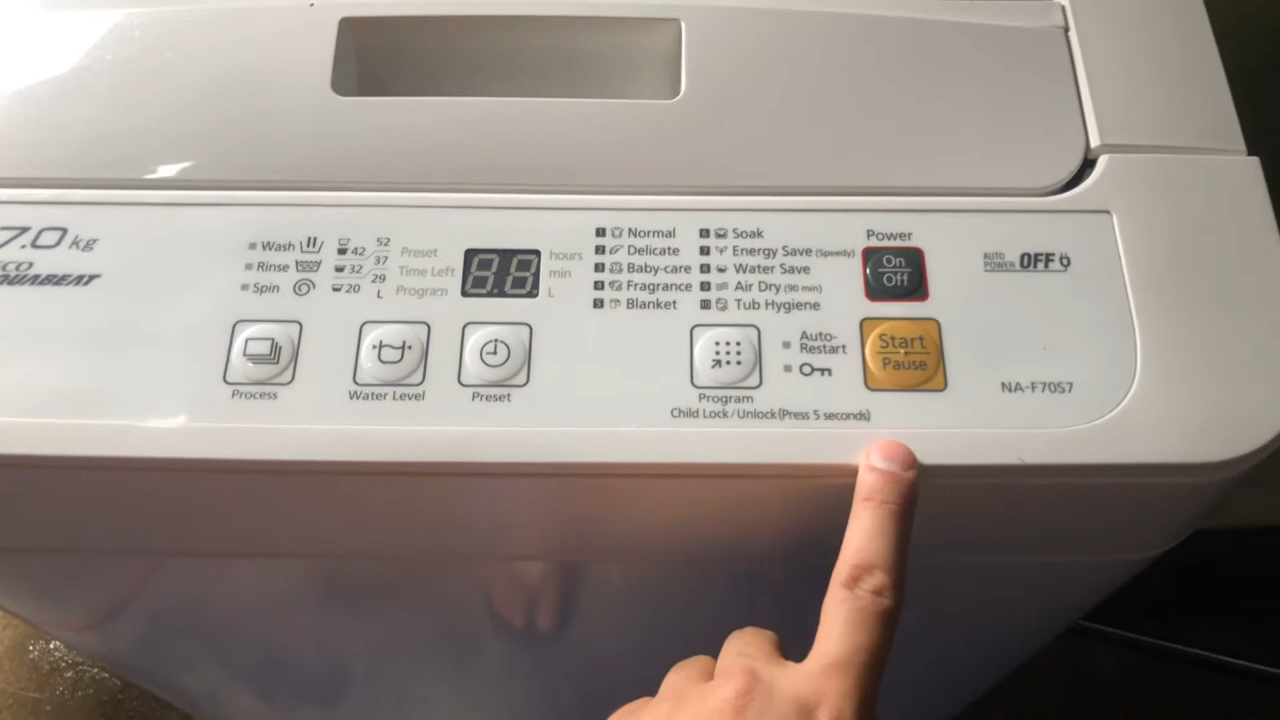 7.0 kg
ECO
AQUABEAT
Wash
Rinse
Spin
52
42
37
32
29
20
L
Preset
Time Left
Program
88
hours
min
L
1 Normal
2 Delicate
3 Baby-care
4 Fragrance
5 Blanket
6 Soak
7 Energy Save (Speedy)
8 Water Save
9 Air Dry (90 min)
10 Tub Hygiene
Power
On
Off
AUTO
POWER OFF
Process
Water Level
Preset
Program
Child Lock/Unlock (Press 5 seconds)
Auto-
Restart
Start
Pause
NA-F70S7